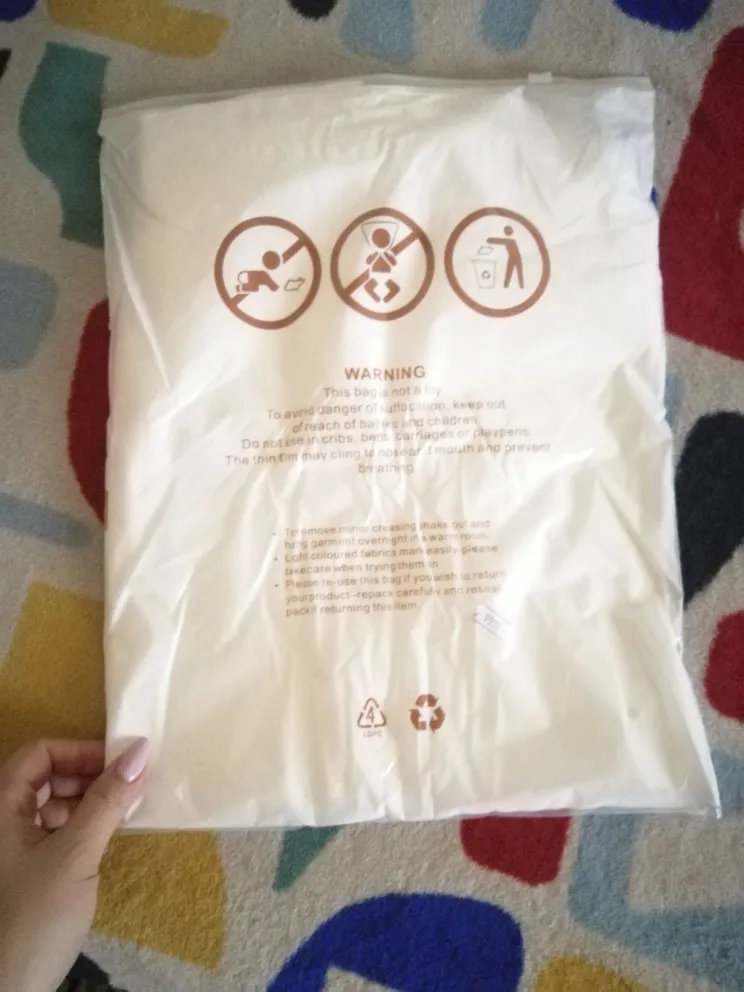 WARNING
This bag is not a toy
To avoid danger of suffocation, keep out
of reach of babies and children
Do not use in cribs, beds, carriages or playpens.
The thin film may cling to nose and mouth and prevent
breathing
• To remove minor creasing shake out and
hang garment overnight in a warm room
• Light coloured fabrics mark easily-please
takecare when trying them on
• Please re-use this bag if you wish to return
yourproduct -repack carefully and reseal
packif returning this item.
4
LDPE